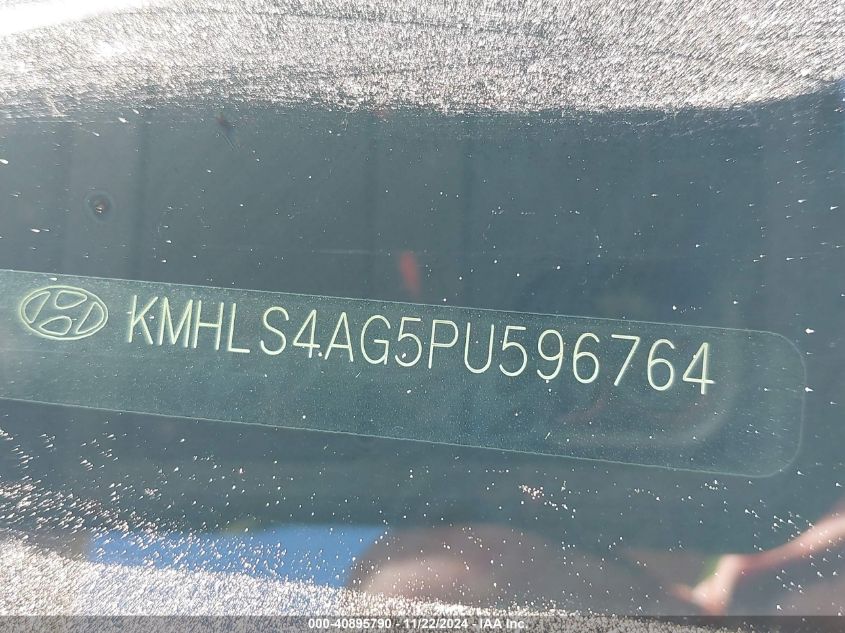 KMHLS4AG5PU596764
000-40895790 - 11/22/2024 - IAA Inc.